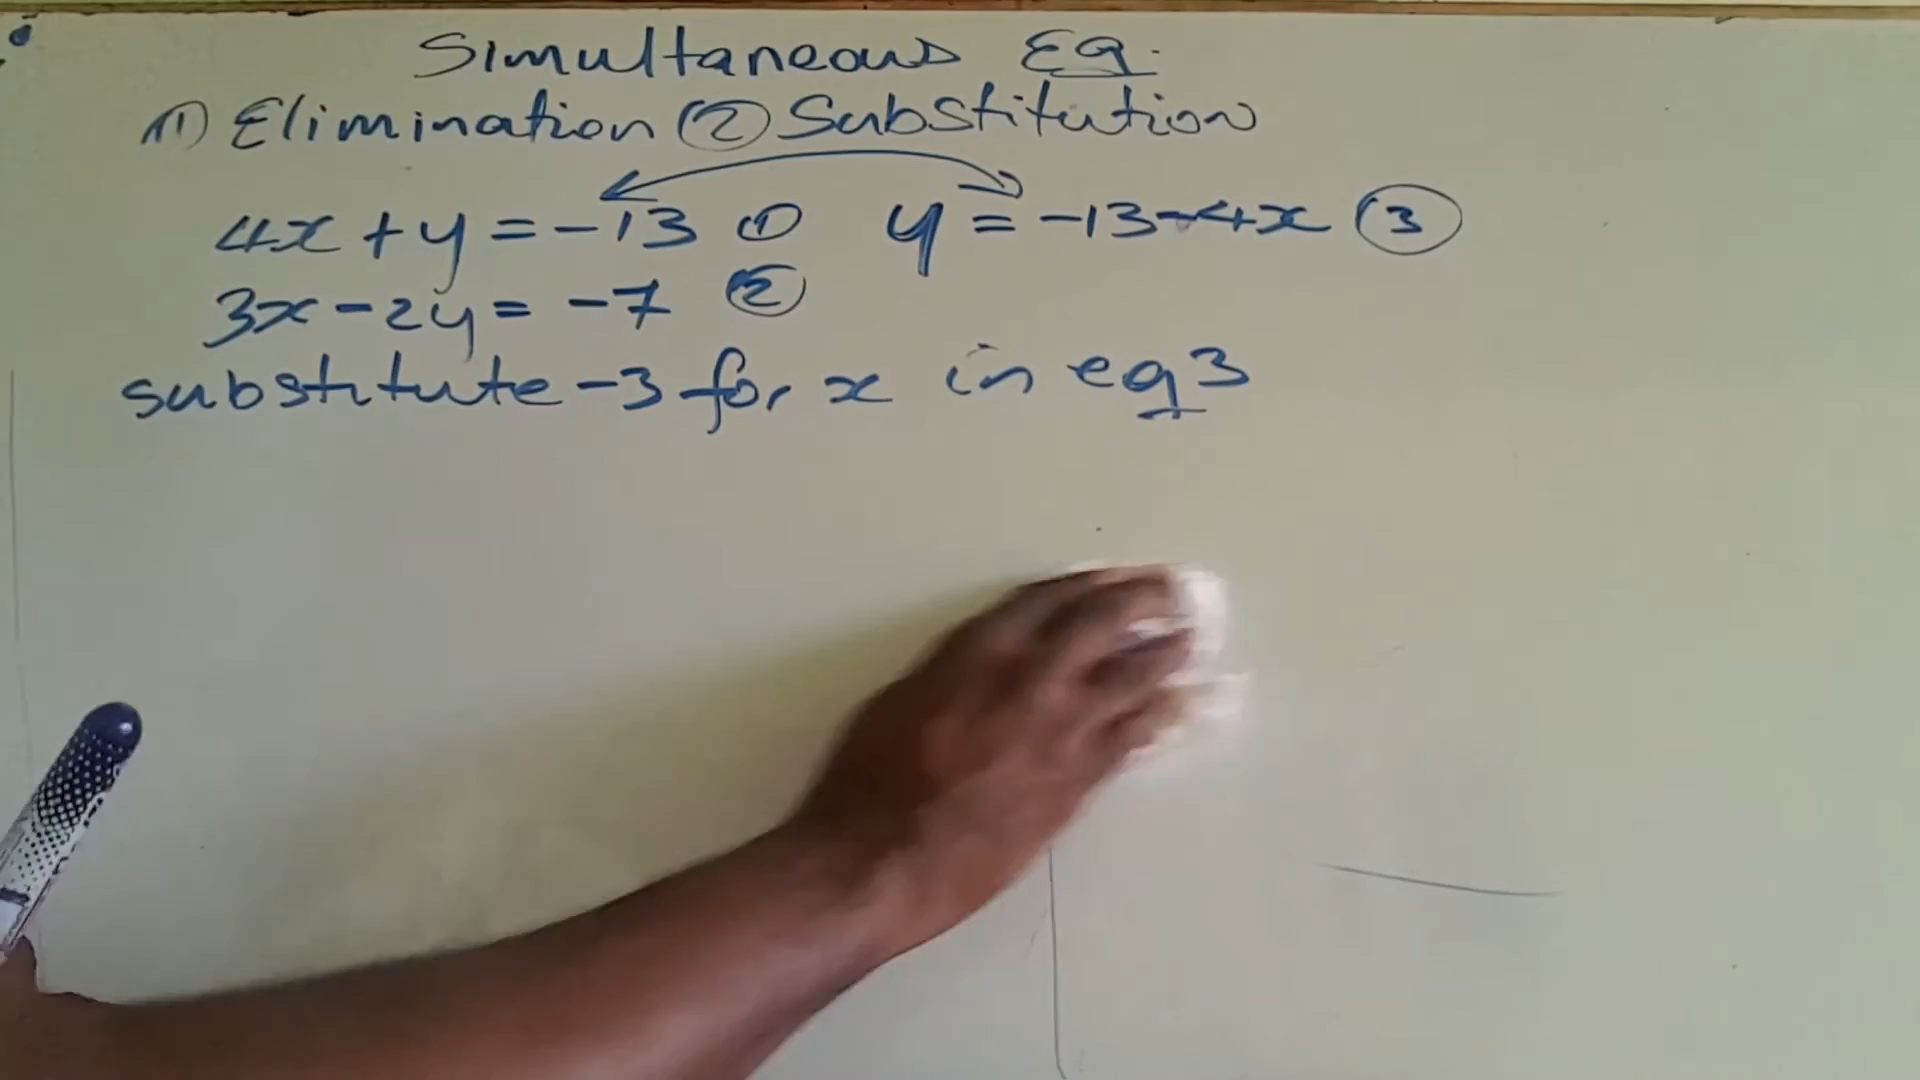 Simultaneous Eq.
(1) Elimination (2) Substitution
4x + y = -13 (1) y = -13-4x (3)
3x - 2y = -7 (2)
substitute -3 for x in eq 3